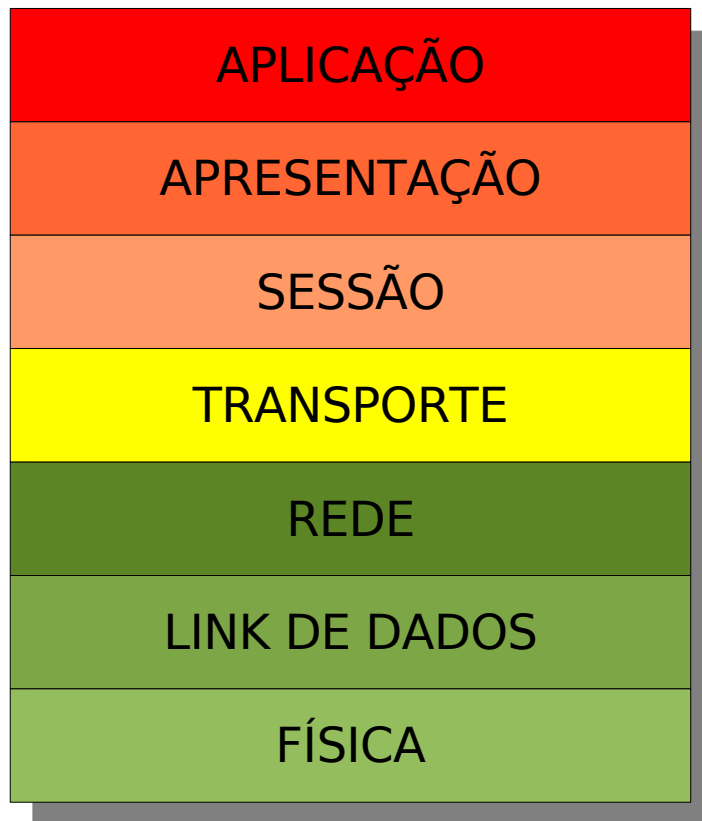 APLICAÇÃO
APRESENTAÇÃO
SESSÃO
TRANSPORTE
REDE
LINK DE DADOS
FÍSICA